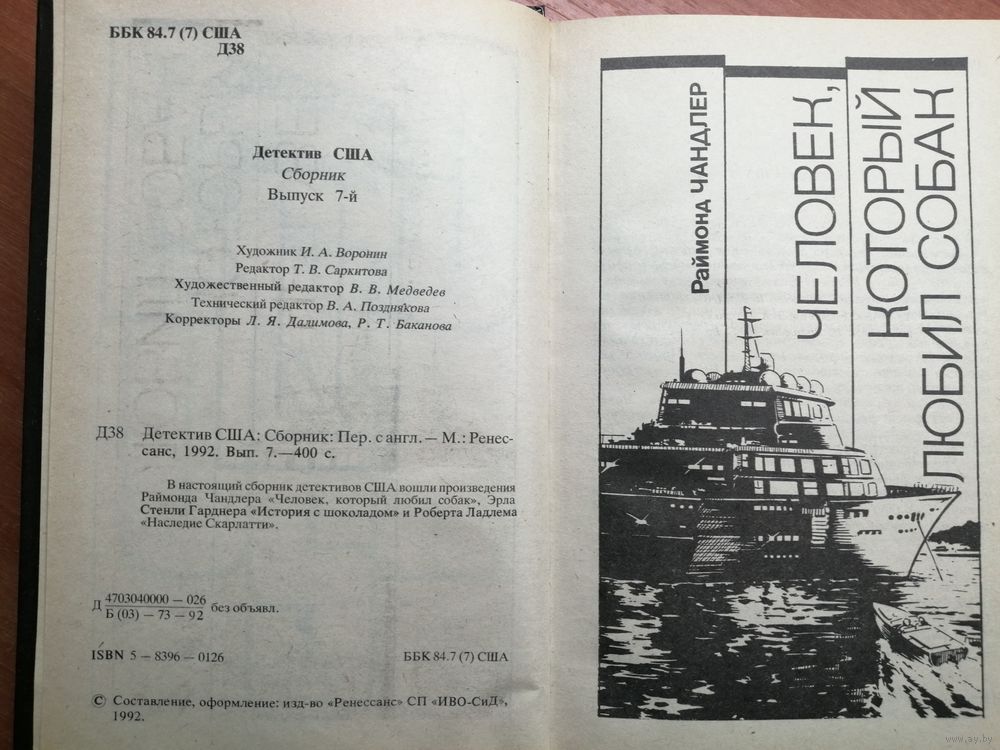 ББК 84.7 (7) США
Д38
Детектив США
Сборник
Выпуск 7-й
Художник И. А. Воронин
Редактор Т. В. Саркитова
Художественный редактор В. В. Медведев
Технический редактор В. А. Позднякова
Корректоры Л. Я. Далимова, Р. Т. Баканова
Д38 Детектив США: Сборник: Пер. с англ. — М.: Ренес-
санс, 1992. Вып. 7.—400 с.
В настоящий сборник детективов США вошли произведения
Раймонда Чандлера «Человек, который любил собак», Эрла
Стенли Гарднера «История с шоколадом» и Роберта Ладлема
«Наследие Скарлатти».
Д 4703040000 — 026
Б (03) — 73 — 92 без объявл.
ISBN 5 — 8396 — 0126
ББК 84.7 (7) США
© Составление, оформление: изд-во «Ренессанс» СП «ИВО-СиД»,
1992.
Раймонд ЧАНДЛЕР
ЧЕЛОВЕК,
КОТОРЫЙ
ЛЮБИЛ СОБАК
www.ay.by